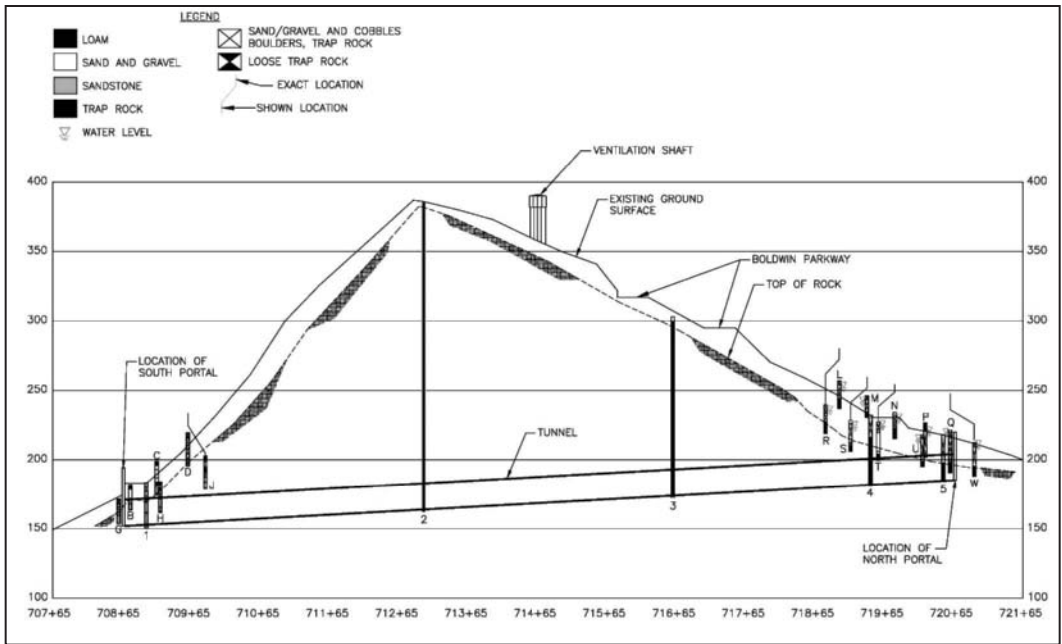 LEGEND
LOAM
SAND AND GRAVEL
SANDSTONE
TRAP ROCK
WATER LEVEL
SAND/GRAVEL AND COBBLES
BOULDERS, TRAP ROCK
LOOSE TRAP ROCK
EXACT LOCATION
SHOWN LOCATION
VENTILATION SHAFT
EXISTING GROUND
SURFACE
BOLDWIN PARKWAY
TOP OF ROCK
LOCATION OF
SOUTH PORTAL
TUNNEL
LOCATION OF
NORTH PORTAL
400 400
350 350
300 300
250 250
200 200
150 150
100 100
G B 1 C H D J 2 3 R L S M 4 T N U P 5 Q W
707+65 708+65 709+65 710+65 711+65 712+65 713+65 714+65 715+65 716+65 717+65 718+65 719+65 720+65 721+65